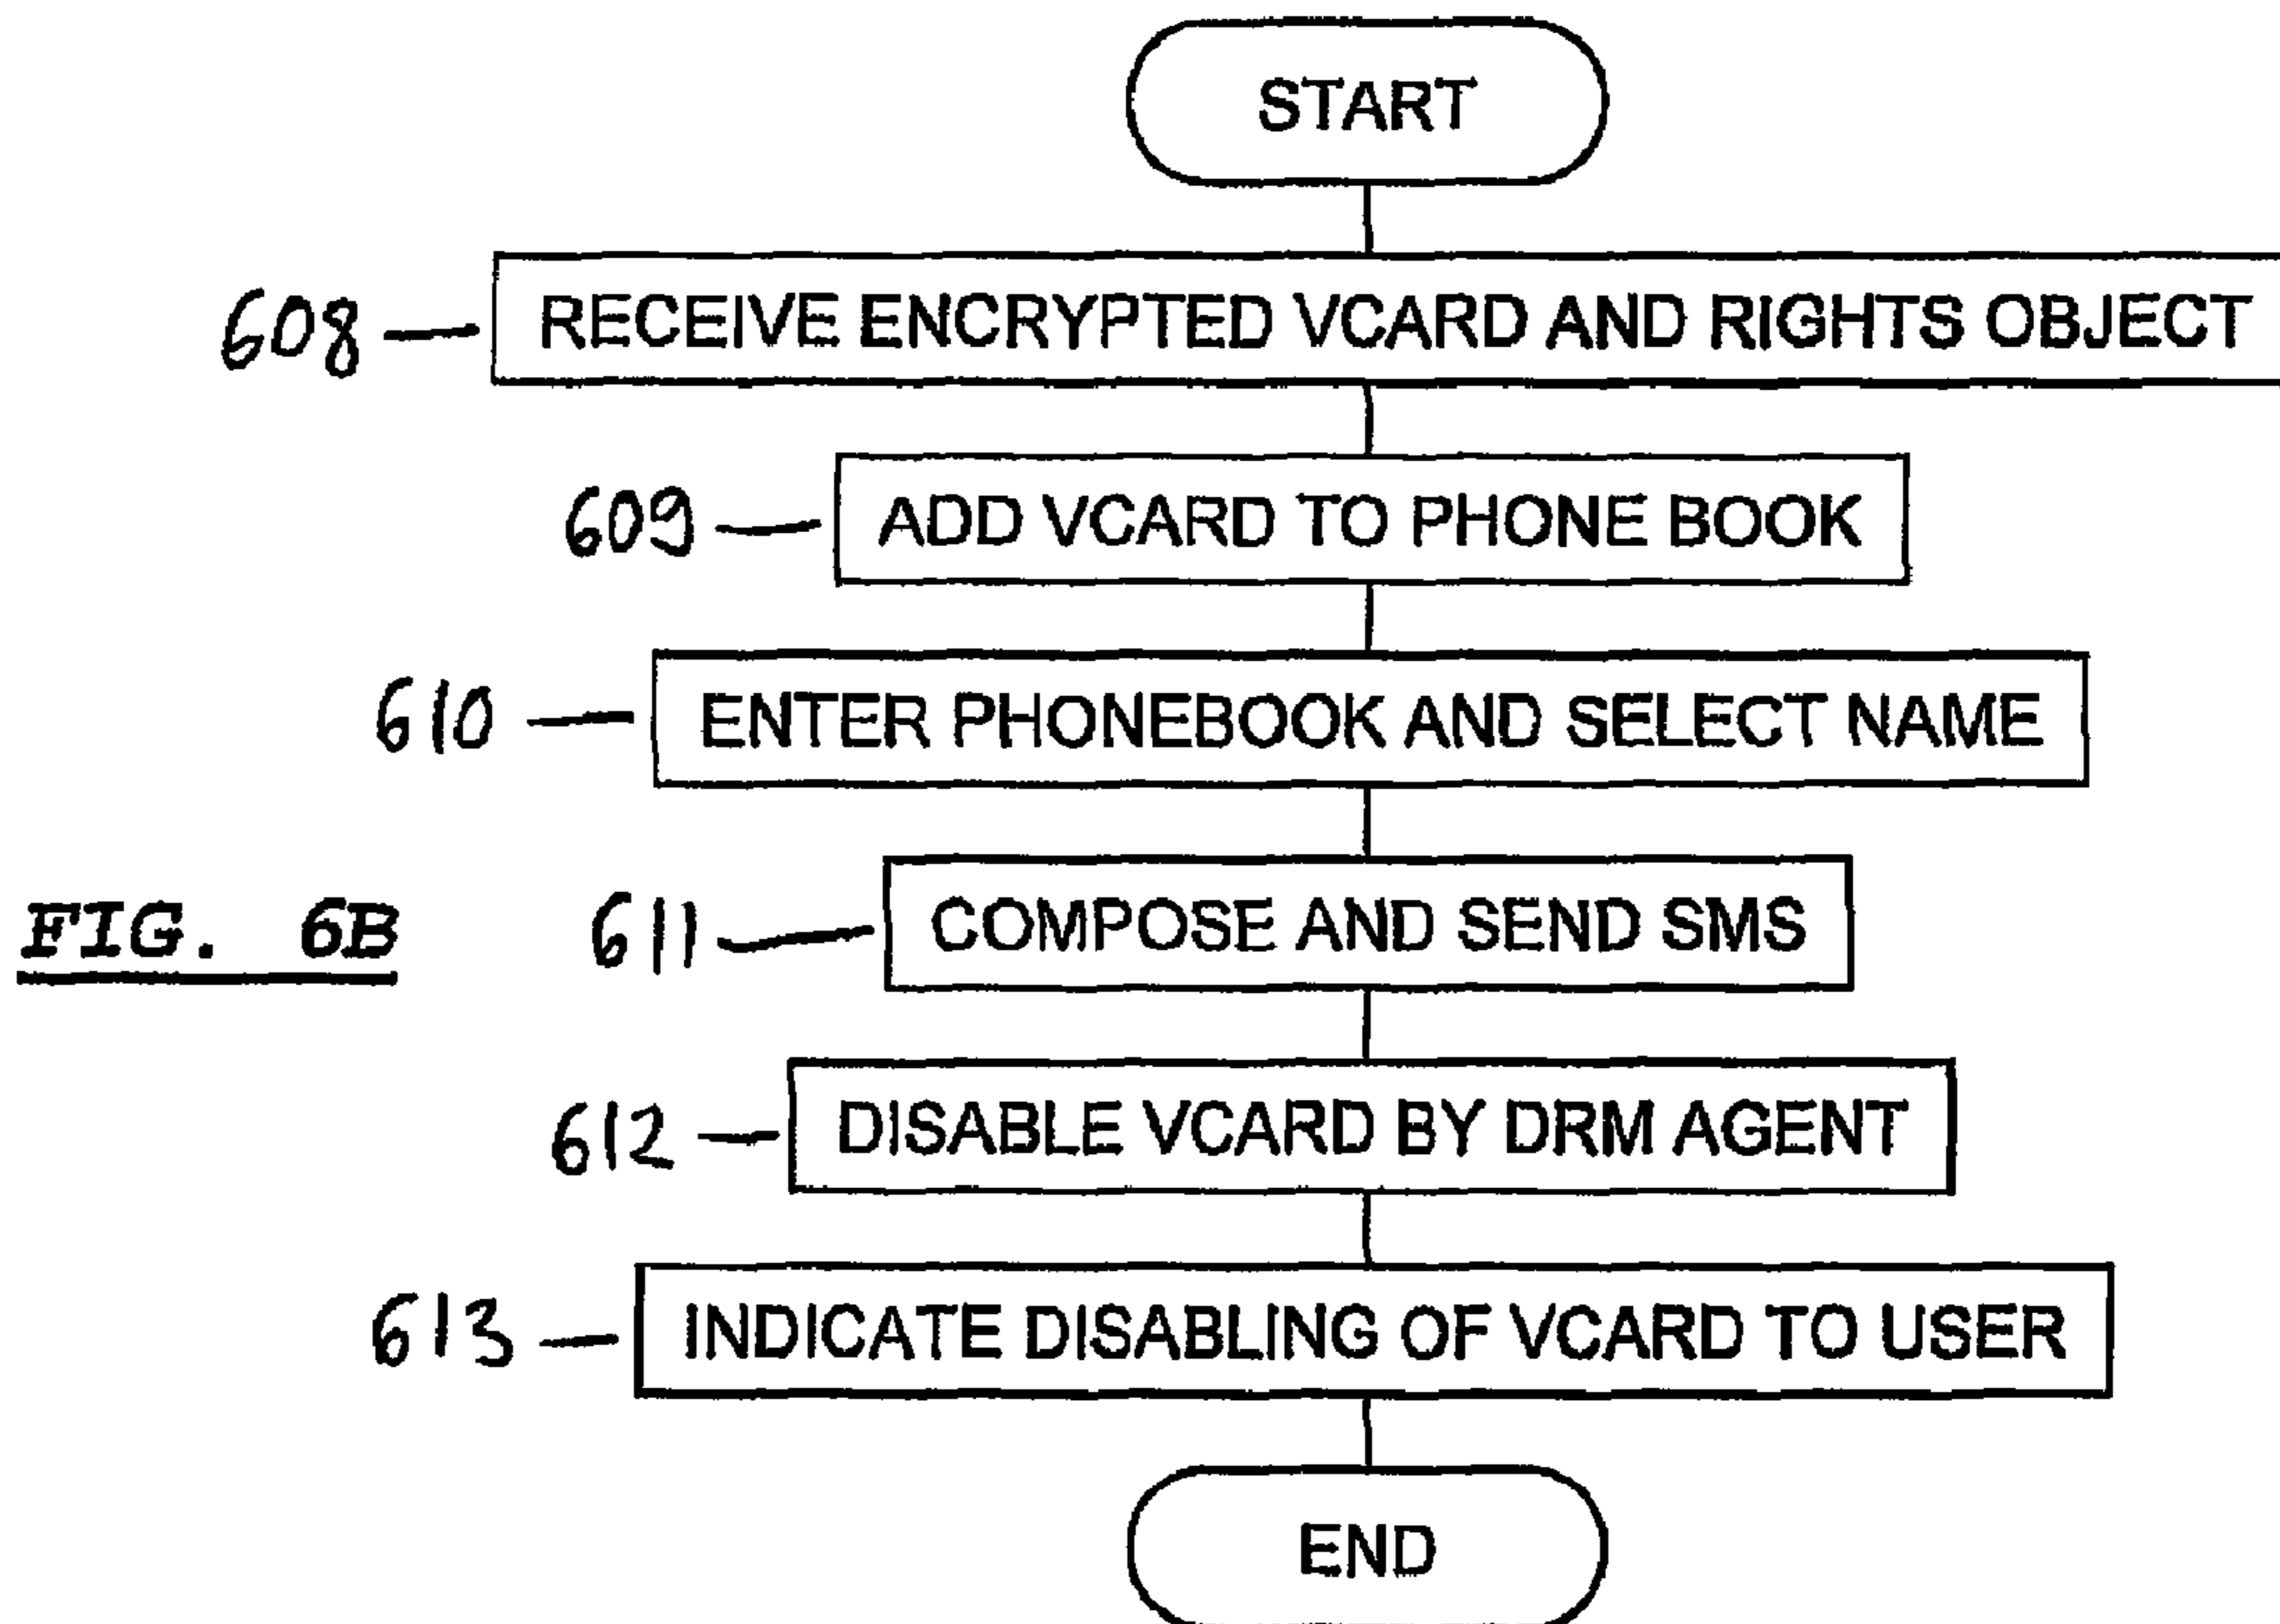 START
608 RECEIVE ENCRYPTED VCARD AND RIGHTS OBJECT
609 ADD VCARD TO PHONE BOOK
610 ENTER PHONEBOOK AND SELECT NAME
FIG. 6B 611 COMPOSE AND SEND SMS
612 DISABLE VCARD BY DRM AGENT
613 INDICATE DISABLING OF VCARD TO USER
END